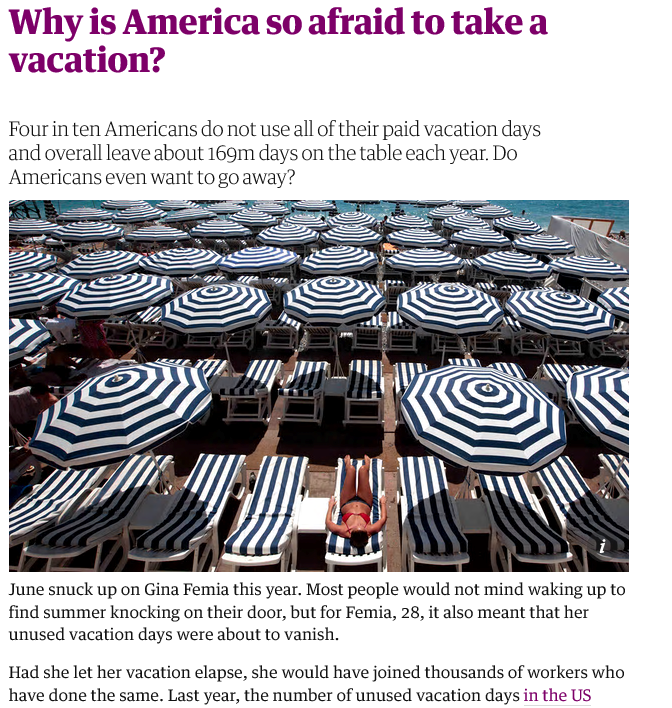 Why is America so afraid to take a
vacation?
Four in ten Americans do not use all of their paid vacation days
and overall leave about 169m days on the table each year. Do
Americans even want to go away?
i
June snuck up on Gina Femia this year. Most people would not mind waking up to
find summer knocking on their door, but for Femia, 28, it also meant that her
unused vacation days were about to vanish.
Had she let her vacation elapse, she would have joined thousands of workers who
have done the same. Last year, the number of unused vacation days in the US